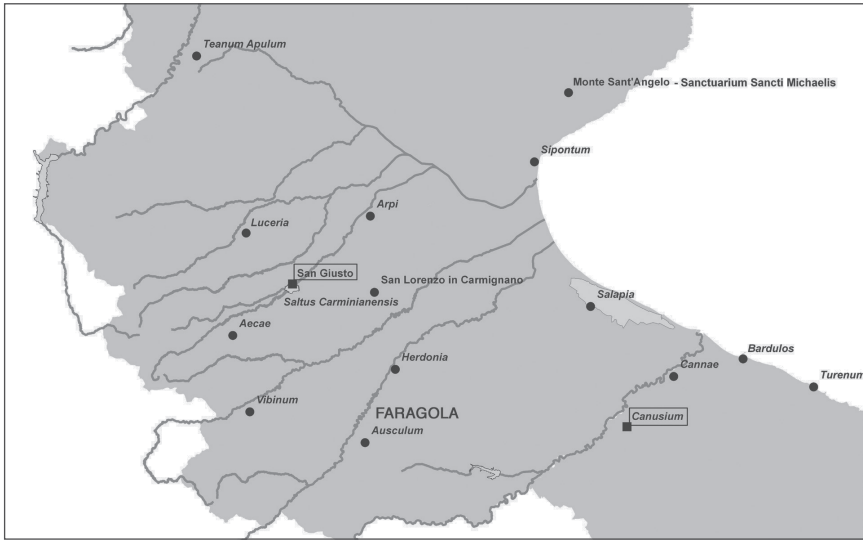 Teanum Apulum
Monte Sant'Angelo - Sanctuarium Sancti Michaelis
Sipontum
Arpi
Luceria
San Giusto
San Lorenzo in Carmignano
Saltus Carminianensis
Salapia
Aecae
Bardulos
Herdonia
Cannae
Turenum
Vibinum
FARAGOLA
Canusium
Ausculum